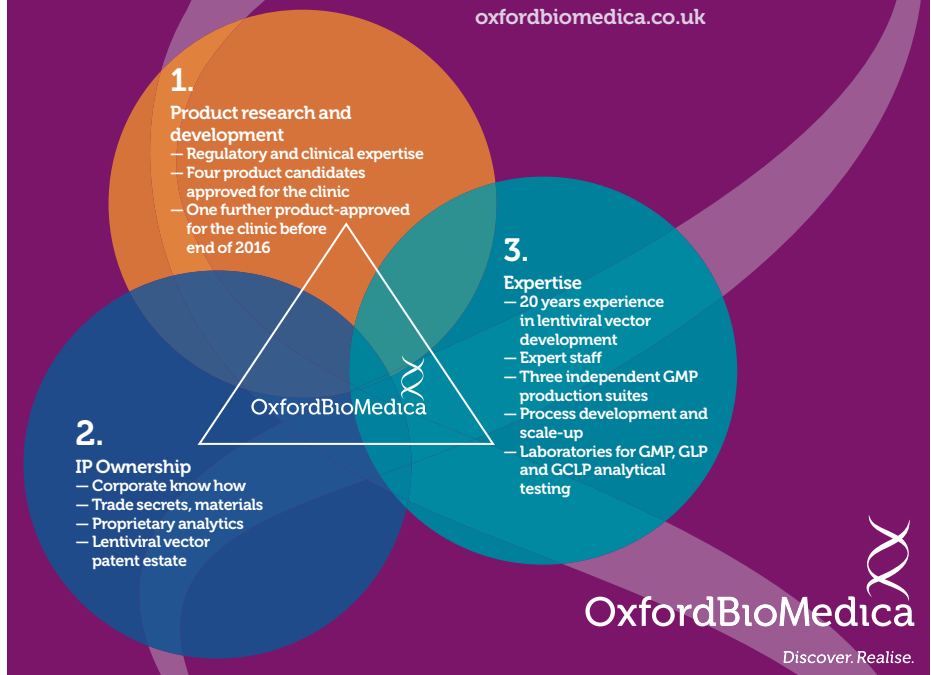 oxfordbiomedica.co.uk
1.
Product research and
development
— Regulatory and clinical expertise
— Four product candidates
approved for the clinic
— One further product-approved
for the clinic before
end of 2016
3.
Expertise
— 20 years experience
in lentiviral vector
development
— Expert staff
— Three independent GMP
production suites
— Process development and
scale-up
— Laboratories for GMP, GLP
and GCLP analytical
testing
OxfordBioMedica
2.
IP Ownership
— Corporate know how
— Trade secrets, materials
— Proprietary analytics
— Lentiviral vector
patent estate
OxfordBioMedica
Discover. Realise.